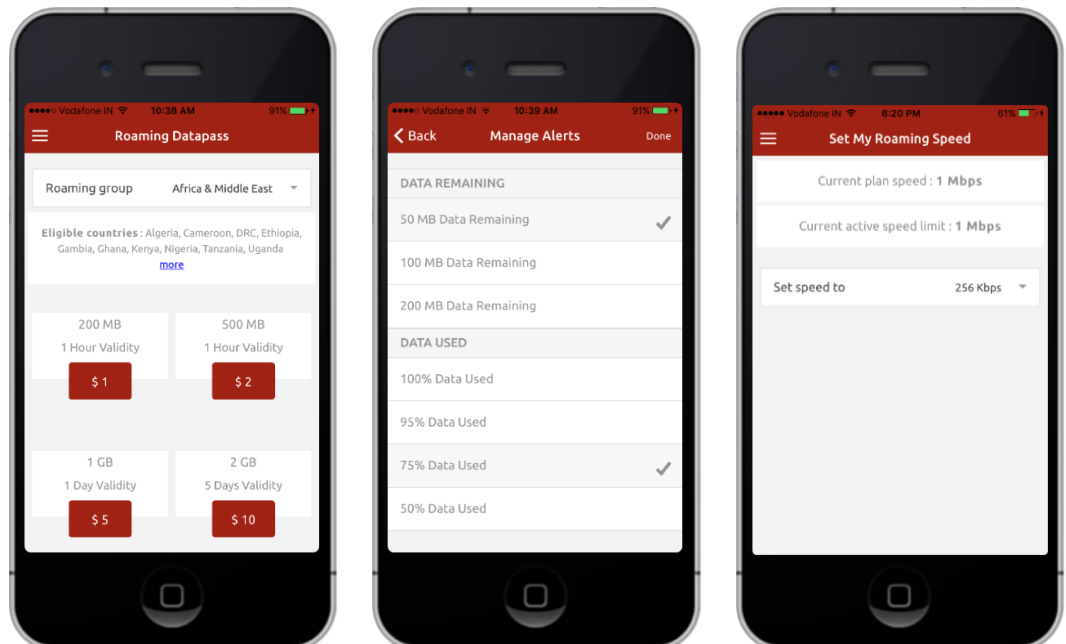 Vodafone IN 10:38 AM 91%
Roaming Datapass
Roaming group Africa & Middle East
Eligible countries : Algeria, Cameroon, DRC, Ethiopia,
Gambia, Ghana, Kenya, Nigeria, Tanzania, Uganda
more
200 MB 500 MB
1 Hour Validity 1 Hour Validity
$ 1 $ 2
1 GB 2 GB
1 Day Validity 5 Days Validity
$ 5 $ 10
Vodafone IN 10:39 AM 91%
Back Manage Alerts Done
DATA REMAINING
50 MB Data Remaining
100 MB Data Remaining
200 MB Data Remaining
DATA USED
100% Data Used
95% Data Used
75% Data Used
50% Data Used
Vodafone IN 6:20 PM 61%
Set My Roaming Speed
Current plan speed : 1 Mbps
Current active speed limit : 1 Mbps
Set speed to 256 Kbps